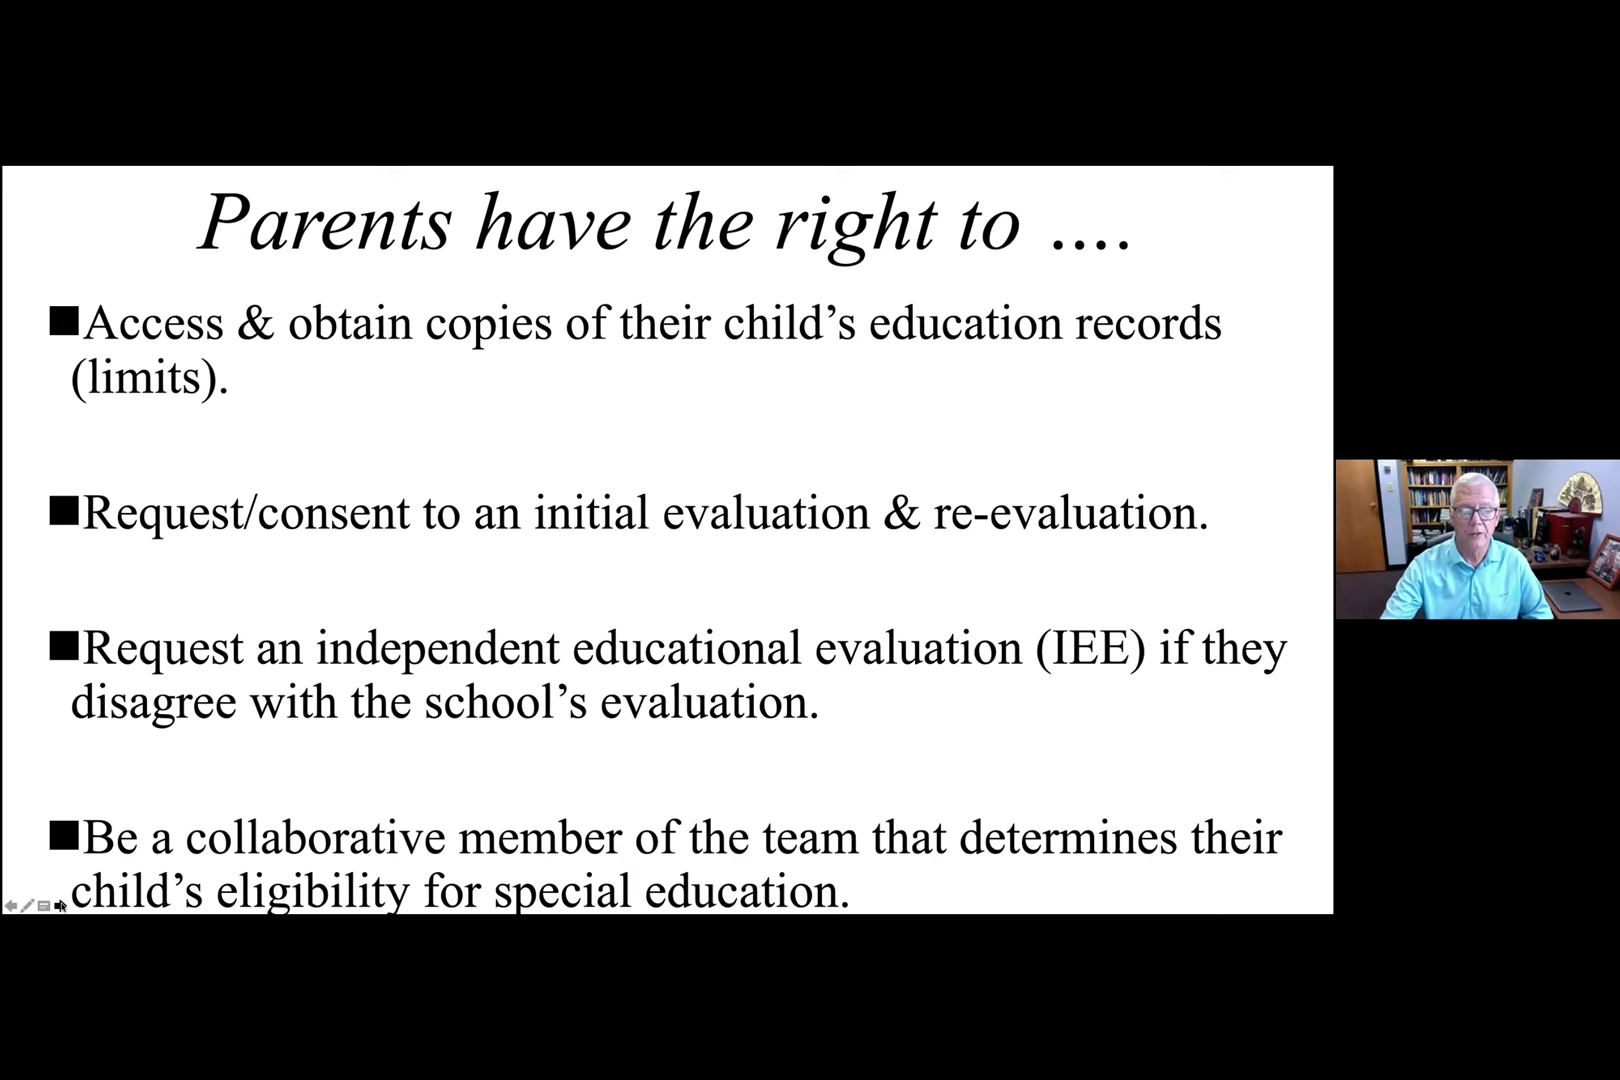 Parents have the right to ....
■Access & obtain copies of their child’s education records
(limits).
■Request/consent to an initial evaluation & re-evaluation.
■Request an independent educational evaluation (IEE) if they
disagree with the school’s evaluation.
■Be a collaborative member of the team that determines their
child’s eligibility for special education.